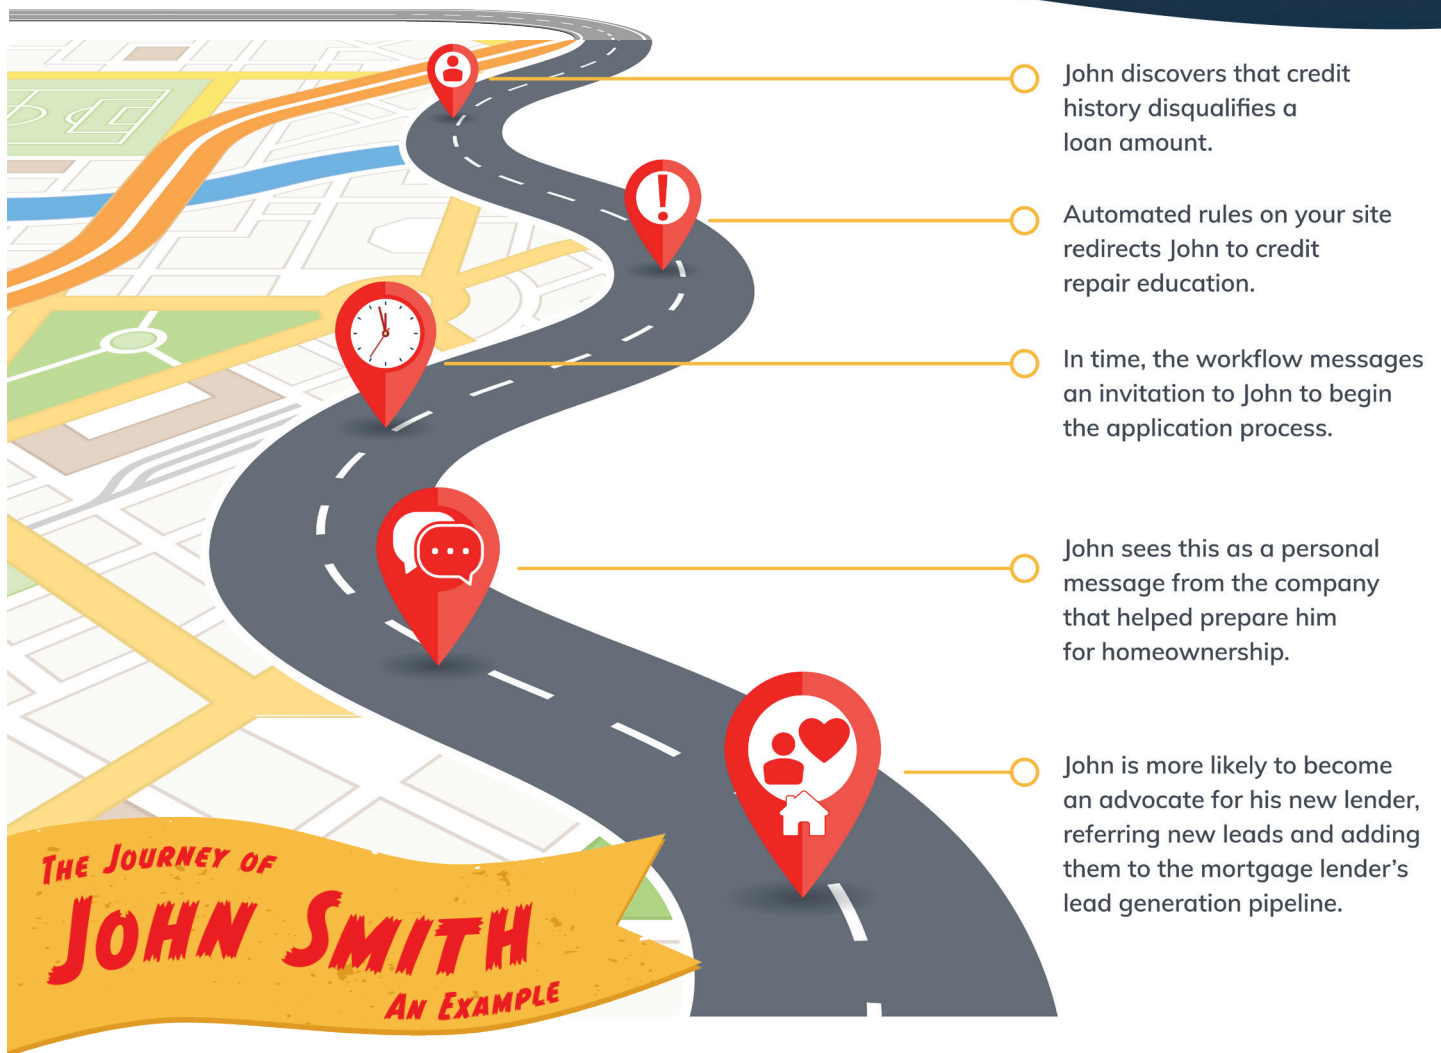 John discovers that credit
history disqualifies a
loan amount.
Automated rules on your site
redirects John to credit
repair education.
In time, the workflow messages
an invitation to John to begin
the application process.
John sees this as a personal
message from the company
that helped prepare him
for homeownership.
John is more likely to become
an advocate for his new lender,
referring new leads and adding
them to the mortgage lender's
lead generation pipeline.
The Journey of
John Smith
An Example